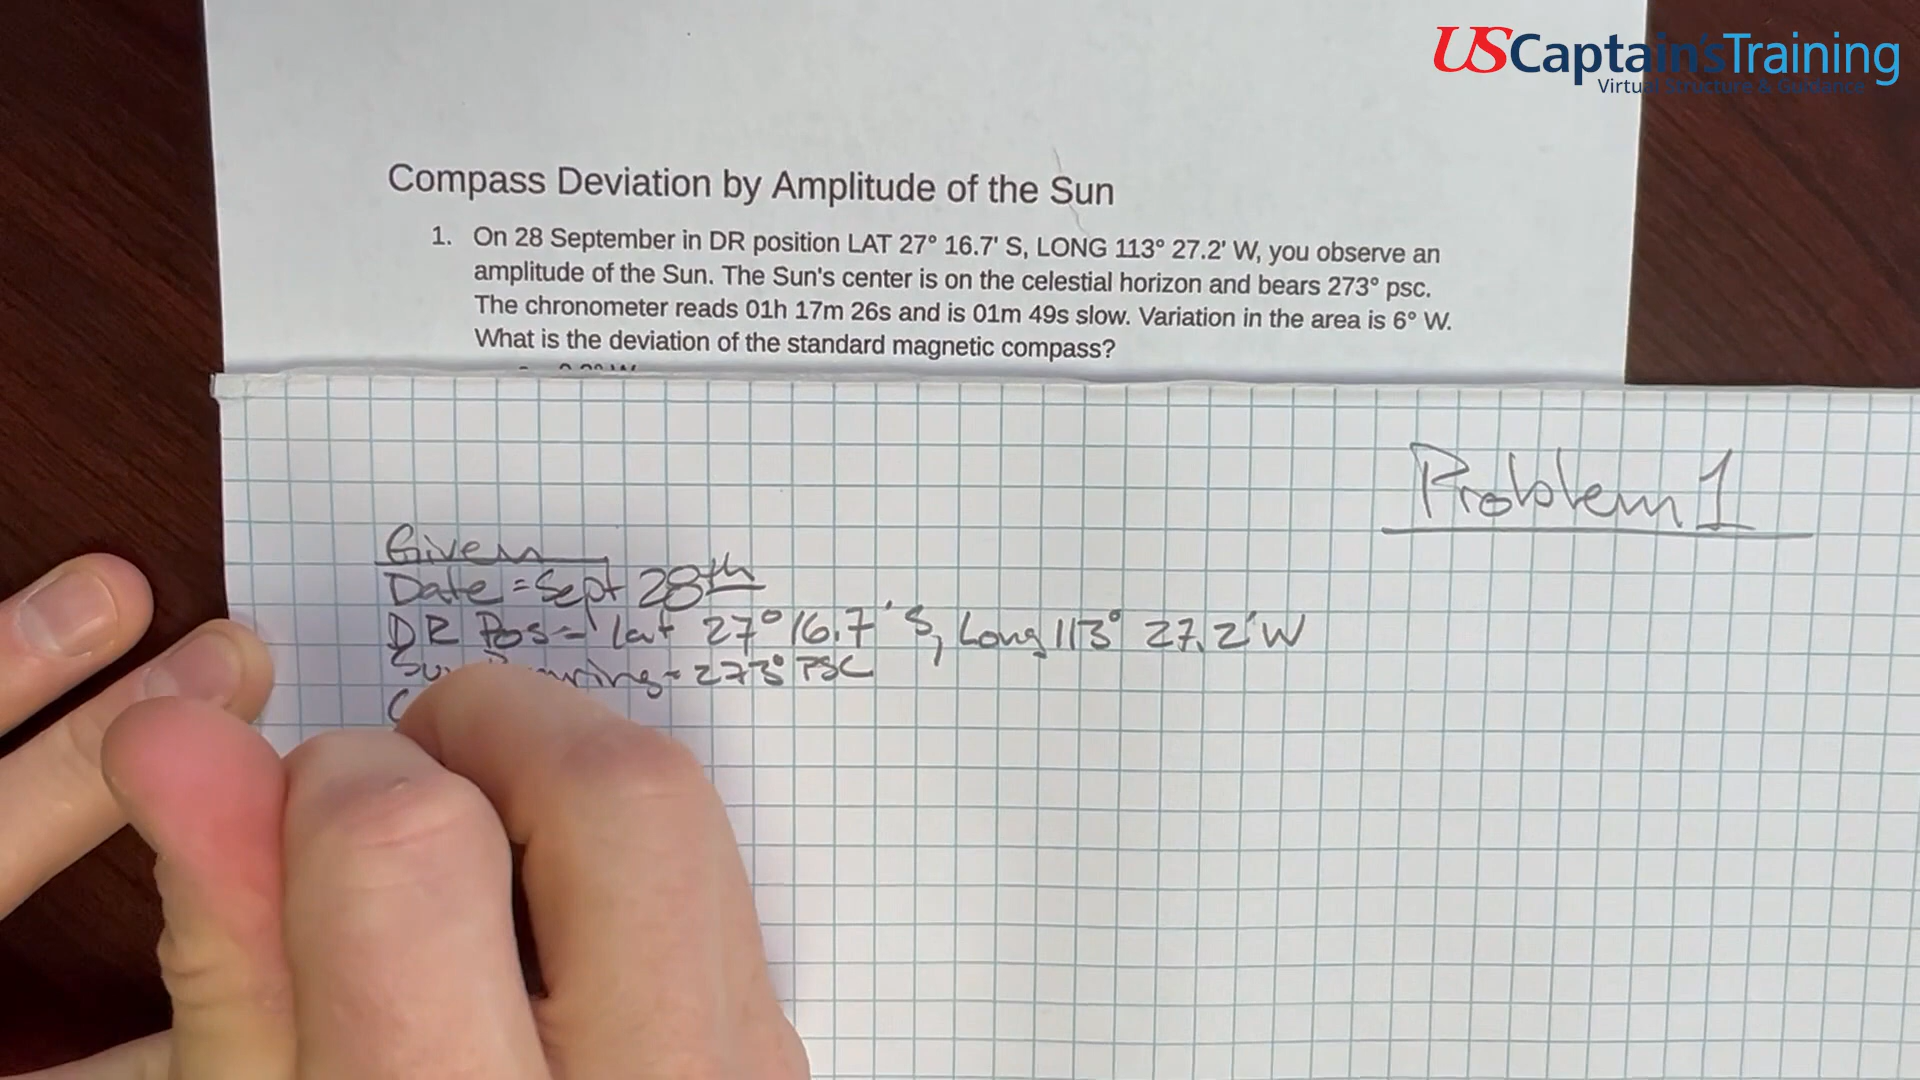 USCaptain'sTraining
Virtual Structure & Guidance
Compass Deviation by Amplitude of the Sun
1. On 28 September in DR position LAT 27° 16.7' S, LONG 113° 27.2' W, you observe an
amplitude of the Sun. The Sun's center is on the celestial horizon and bears 273° psc.
The chronometer reads 01h 17m 26s and is 01m 49s slow. Variation in the area is 6° W.
What is the deviation of the standard magnetic compass?
Problem 1
Given
Date = Sept 28th
DR Pos = Lat 27° 16.7' S, Long 113° 27.2' W
= 273° PSC